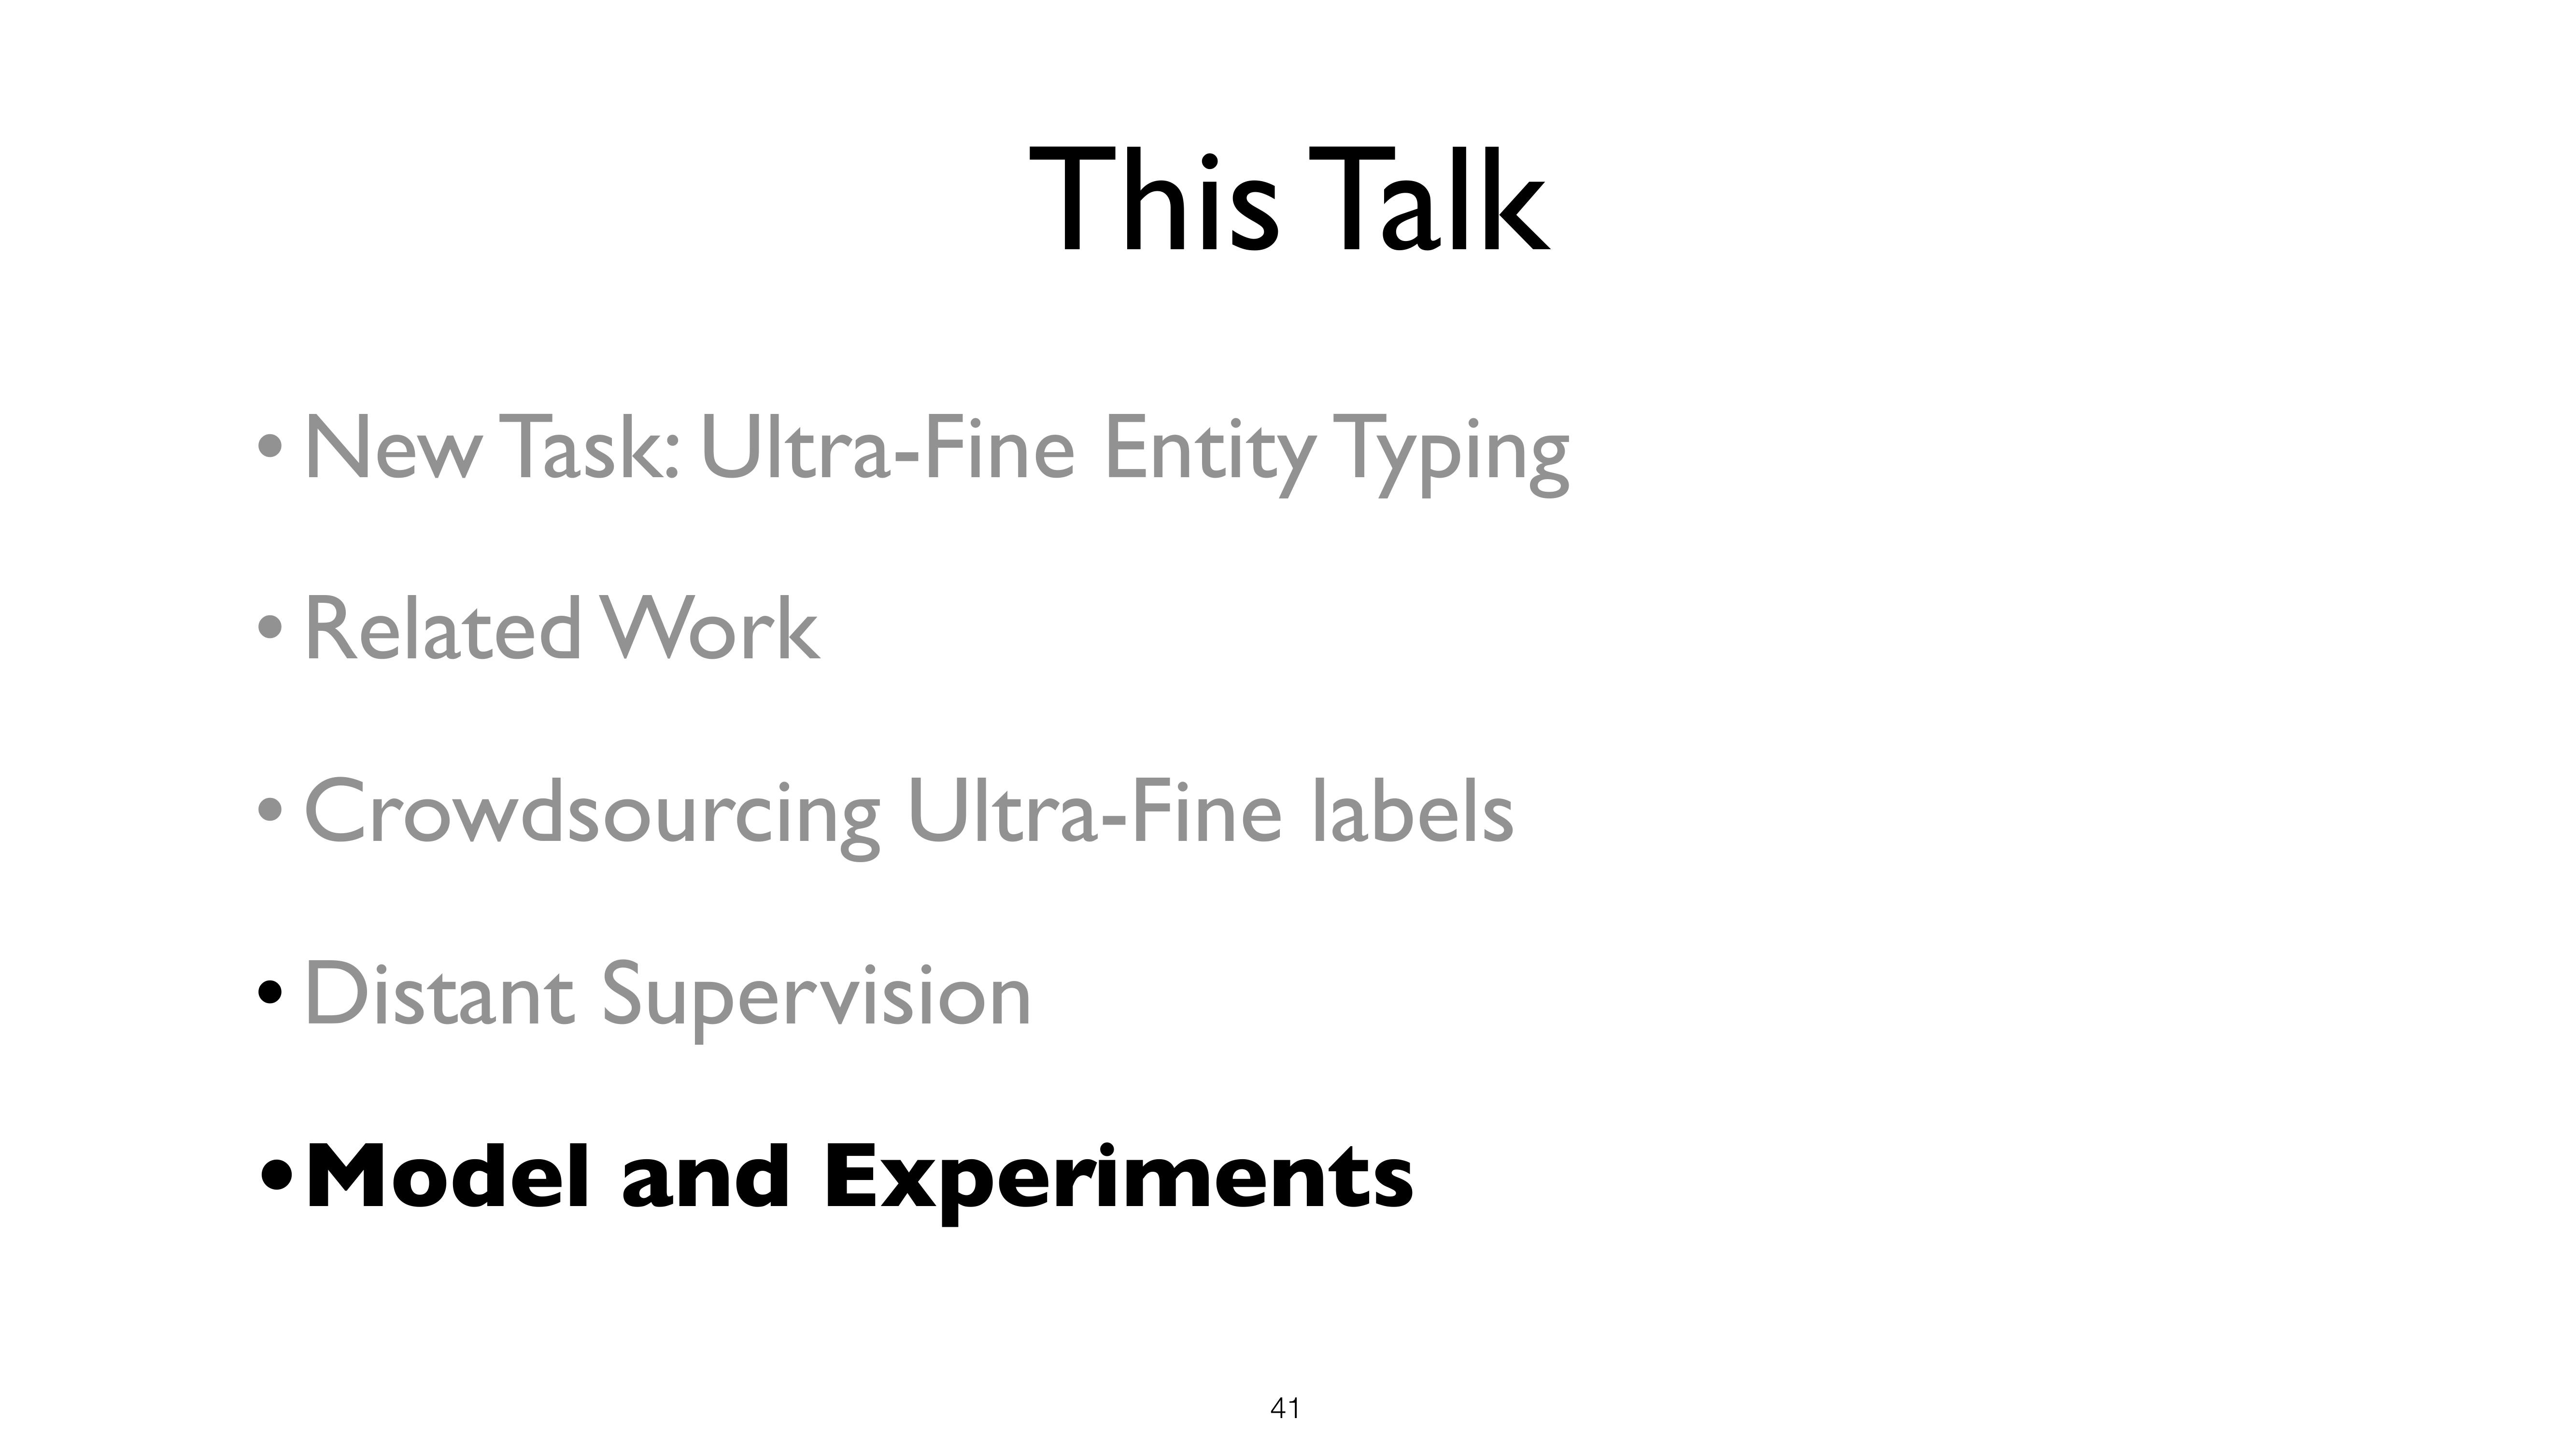 This Talk
• New Task: Ultra-Fine Entity Typing
• Related Work
• Crowdsourcing Ultra-Fine labels
• Distant Supervision
• Model and Experiments
41